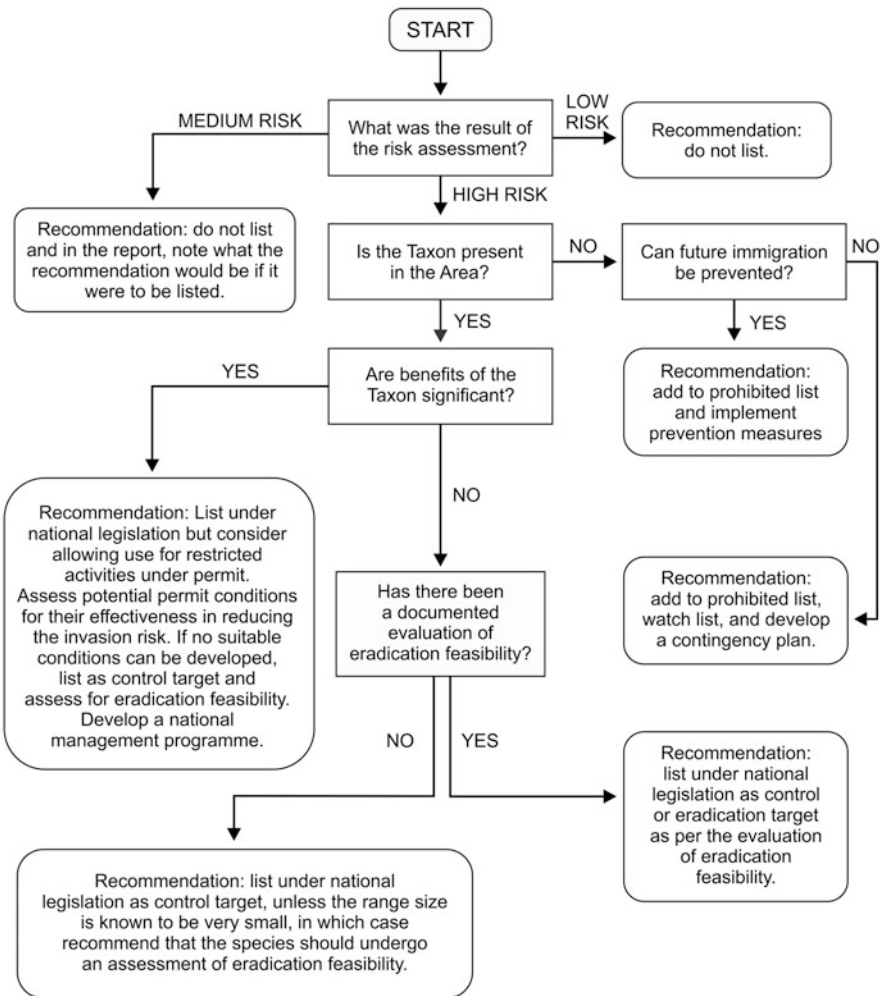 START
What was the result of
the risk assessment?
MEDIUM RISK
LOW
RISK
Recommendation:
do not list.
HIGH RISK
Recommendation: do not list
and in the report, note what the
recommendation would be if it
were to be listed.
Is the Taxon present
in the Area?
NO
Can future immigration
be prevented?
NO
YES
YES
Recommendation:
add to prohibited list
and implement
prevention measures
Are benefits of the
Taxon significant?
YES
NO
Recommendation: List under
national legislation but consider
allowing use for restricted
activities under permit.
Assess potential permit conditions
for their effectiveness in reducing
the invasion risk. If no suitable
conditions can be developed,
list as control target and
assess for eradication feasibility.
Develop a national
management programme.
Has there been
a documented
evaluation of
eradication feasibility?
Recommendation:
add to prohibited list,
watch list, and develop
a contingency plan.
NO
YES
Recommendation:
list under national
legislation as control
or eradication target
as per the evaluation
of eradication
feasibility.
Recommendation: list under national
legislation as control target, unless the range size
is known to be very small, in which case
recommend that the species should undergo
an assessment of eradication feasibility.